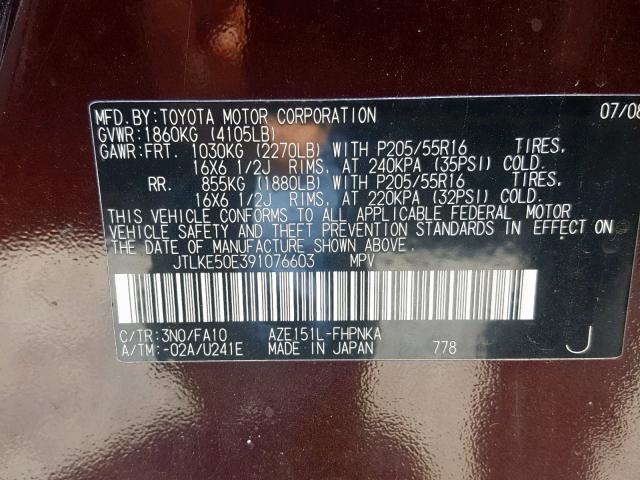 MFD.BY:TOYOTA MOTOR CORPORATION 07/08
GVWR:1860KG (4105LB)
GAWR:FRT. 1030KG (2270LB) WITH P205/55R16 TIRES,
16X6 1/2J RIMS, AT 240KPA (35PSI) COLD.
RR. 855KG (1880LB) WITH P205/55R16 TIRES,
16X6 1/2J RIMS, AT 220KPA (32PSI) COLD.
THIS VEHICLE CONFORMS TO ALL APPLICABLE FEDERAL MOTOR
VEHICLE SAFETY AND THEFT PREVENTION STANDARDS IN EFFECT ON
THE DATE OF MANUFACTURE SHOWN ABOVE.
JTLKE50E391076603 MPV
C/TR:3N0/FA10 AZE151L-FHPNKA
A/TM:-02A/U241E MADE IN JAPAN 778 J